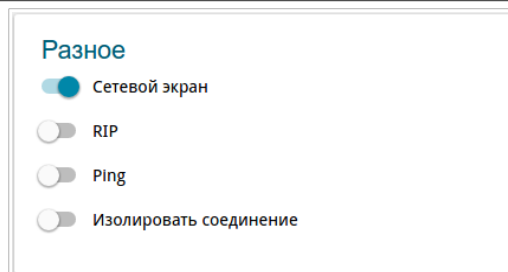 Разное
Сетевой экран
RIP
Ping
Изолировать соединение